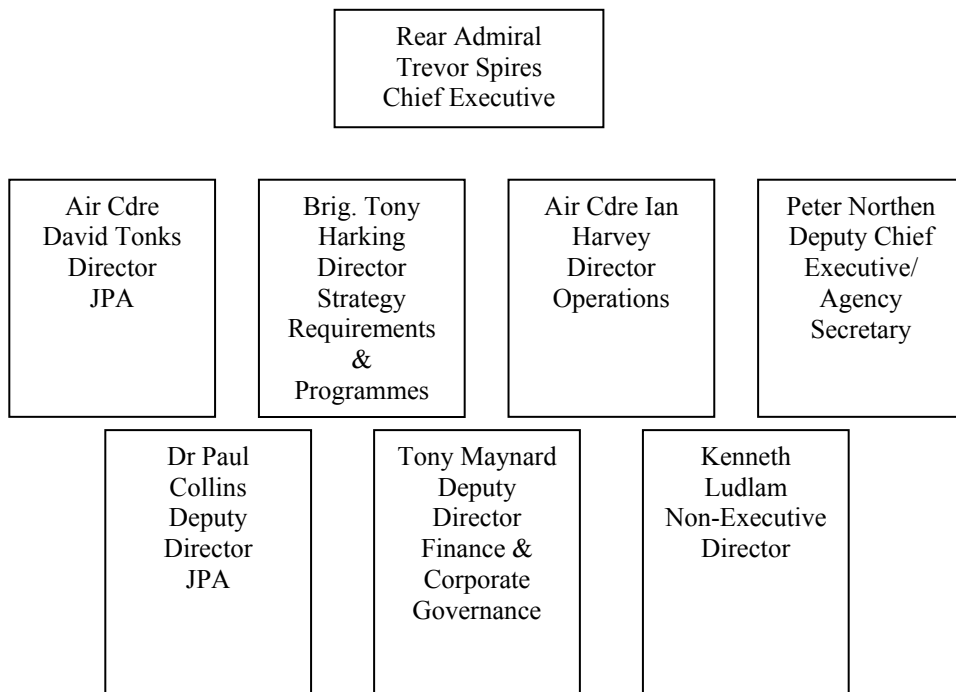 Rear Admiral
Trevor Spires
Chief Executive
Air Cdre
David Tonks
Director
JPA
Brig. Tony
Harking
Director
Strategy
Requirements
&
Programmes
Air Cdre Ian
Harvey
Director
Operations
Peter Northen
Deputy Chief
Executive/
Agency
Secretary
Dr Paul
Collins
Deputy
Director
JPA
Tony Maynard
Deputy
Director
Finance &
Corporate
Governance
Kenneth
Ludlam
Non-Executive
Director